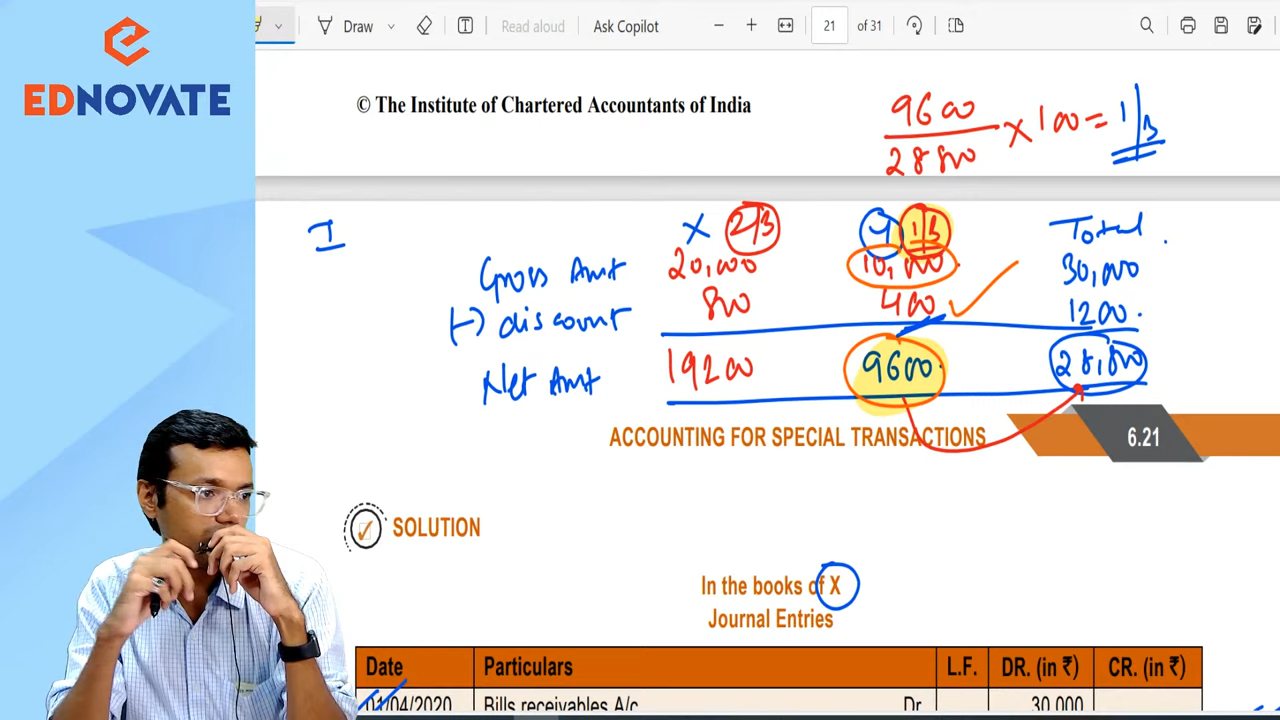 EDNOVATE
Draw
Read aloud
Ask Copilot
21
of 31
© The Institute of Chartered Accountants of India
9600
28800
× 100 = 1/3
I
X 2/3
Y 1/3
Total
Gross Amt
20,000
10,000
30,000
(-) discount
800
400
1200
Net Amt
19200
9600
28,800
ACCOUNTING FOR SPECIAL TRANSACTIONS
6.21
SOLUTION
In the books of X
Journal Entries
Date
Particulars
L.F.
DR. (in ₹)
CR. (in ₹)
01/04/2020
Bills receivables A/c
Dr
30,000